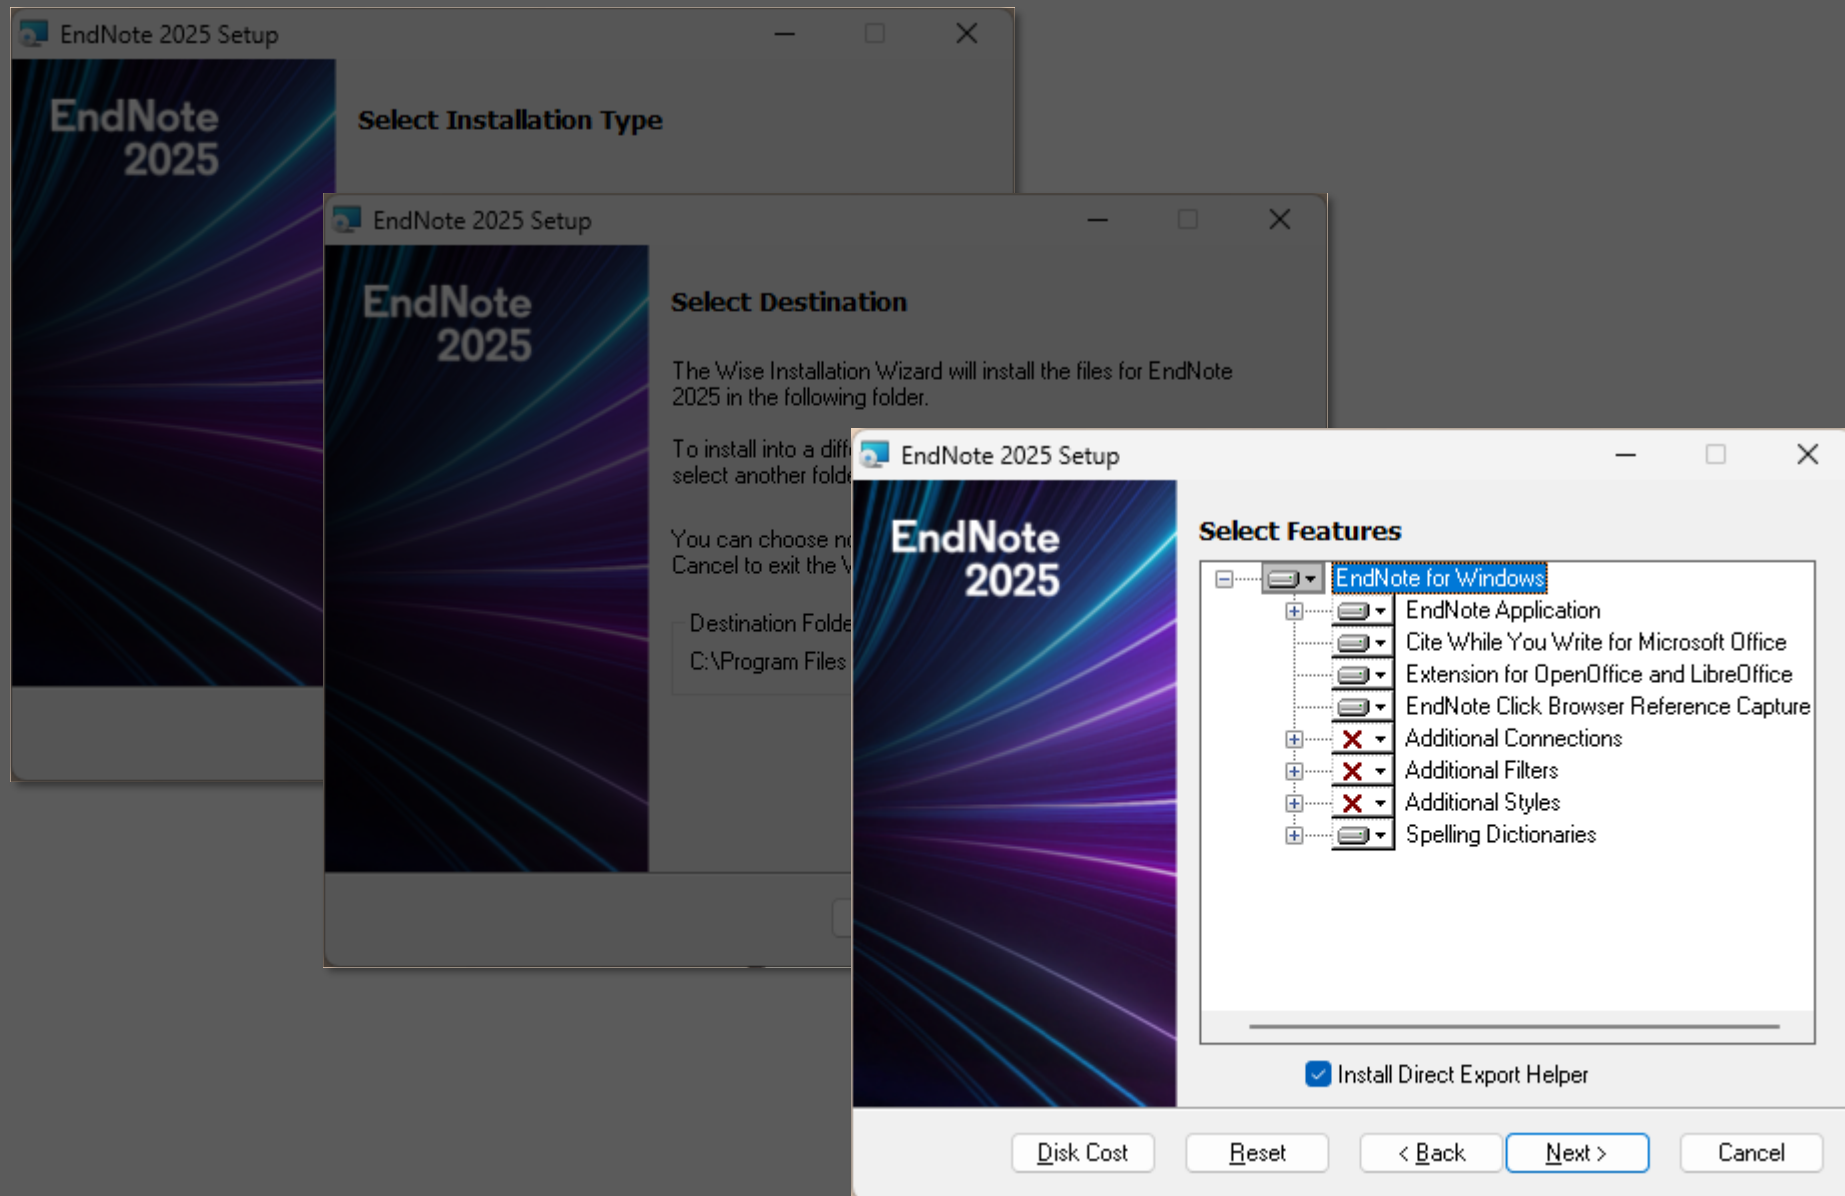 EndNote 2025 Setup
EndNote
2025
Select Installation Type
EndNote 2025 Setup
EndNote
2025
Select Destination
The Wise Installation Wizard will install the files for EndNote
2025 in the following folder.
To install into a diff
select another folde
You can choose no
Cancel to exit the
Destination Folde
C:\Program Files
EndNote 2025 Setup
EndNote
2025
Select Features
EndNote for Windows
EndNote Application
Cite While You Write for Microsoft Office
Extension for OpenOffice and LibreOffice
EndNote Click Browser Reference Capture
Additional Connections
Additional Filters
Additional Styles
Spelling Dictionaries
Install Direct Export Helper
Disk Cost
Reset
< Back
Next >
Cancel